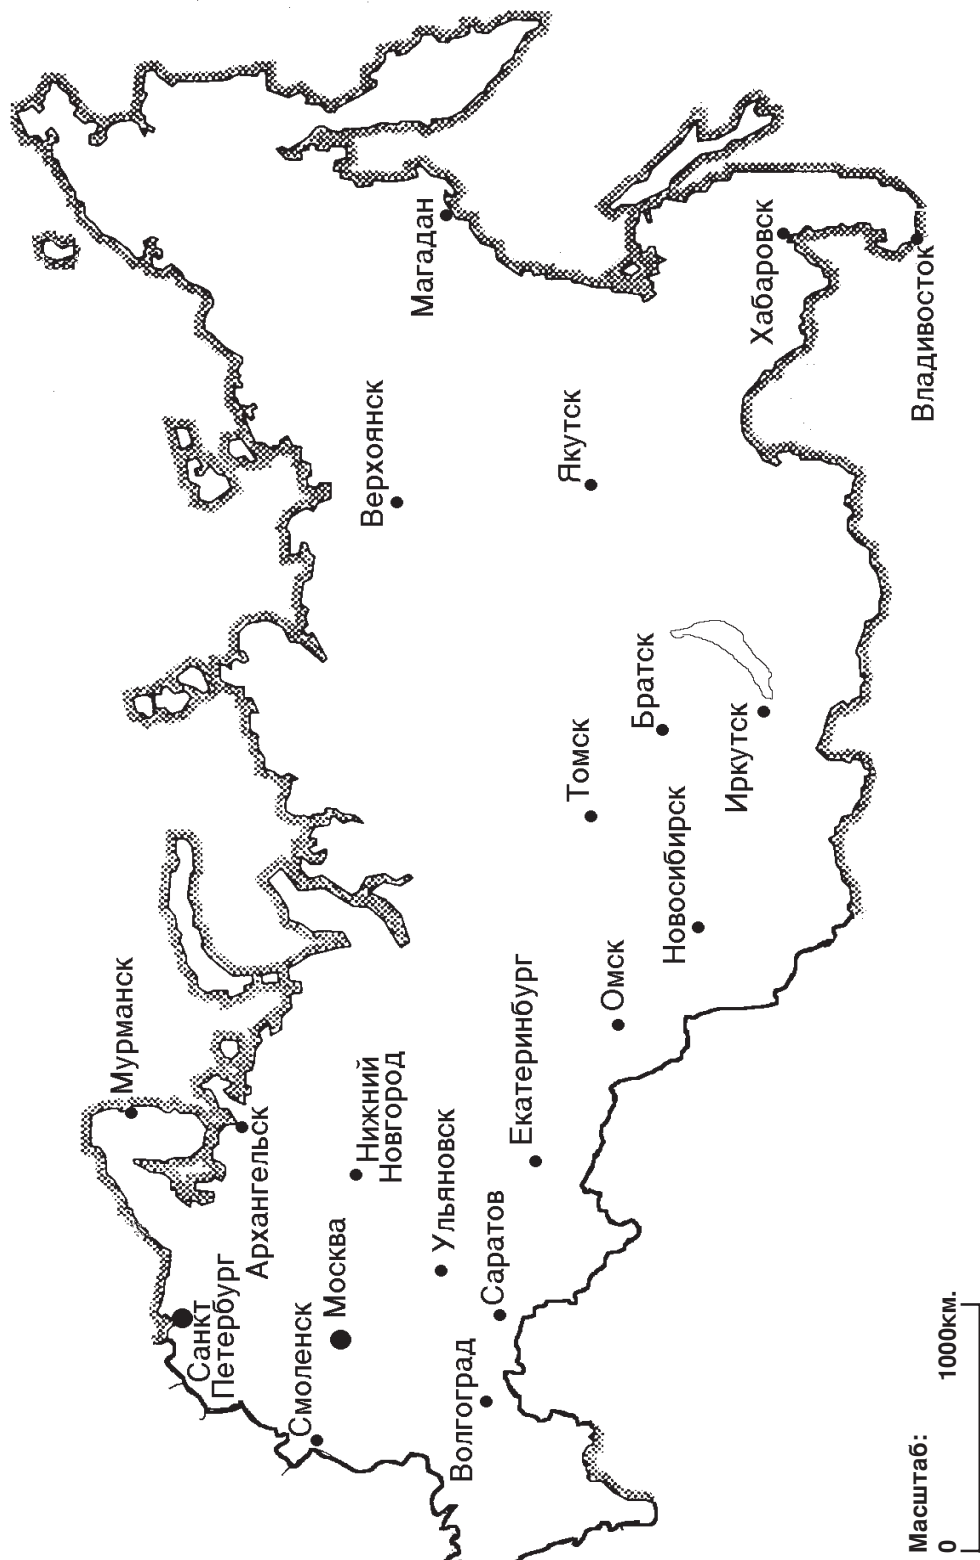 Мурманск
Санкт
Петербург
Архангельск
Смоленск
Москва
Нижний
Новгород
Ульяновск
Волгоград
Саратов
Екатеринбург
Омск
Новосибирск
Томск
Братск
Иркутск
Верхоянск
Якутск
Магадан
Хабаровск
Владивосток
Масштаб:
0 1000км.